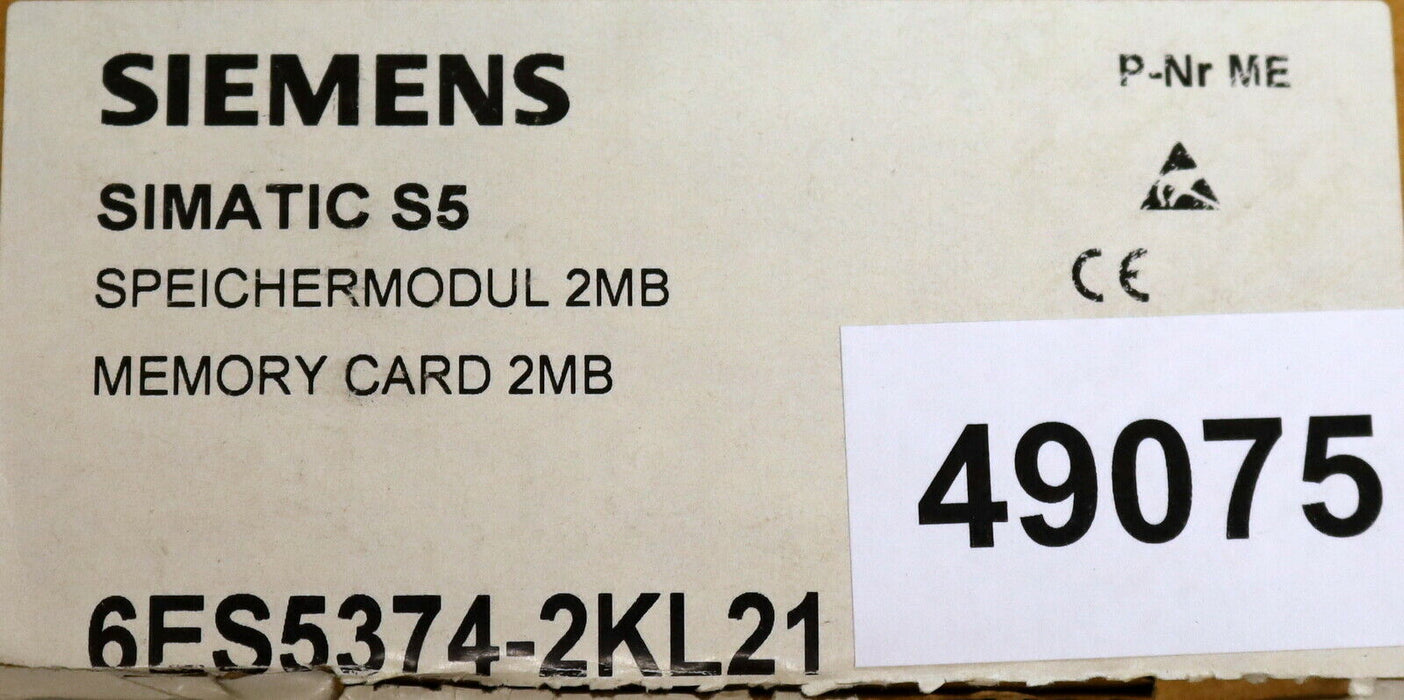 SIEMENS
P-Nr ME
SIMATIC S5
CE
SPEICHERMODUL 2MB
MEMORY CARD 2MB
49075
6ES5374-2KL21